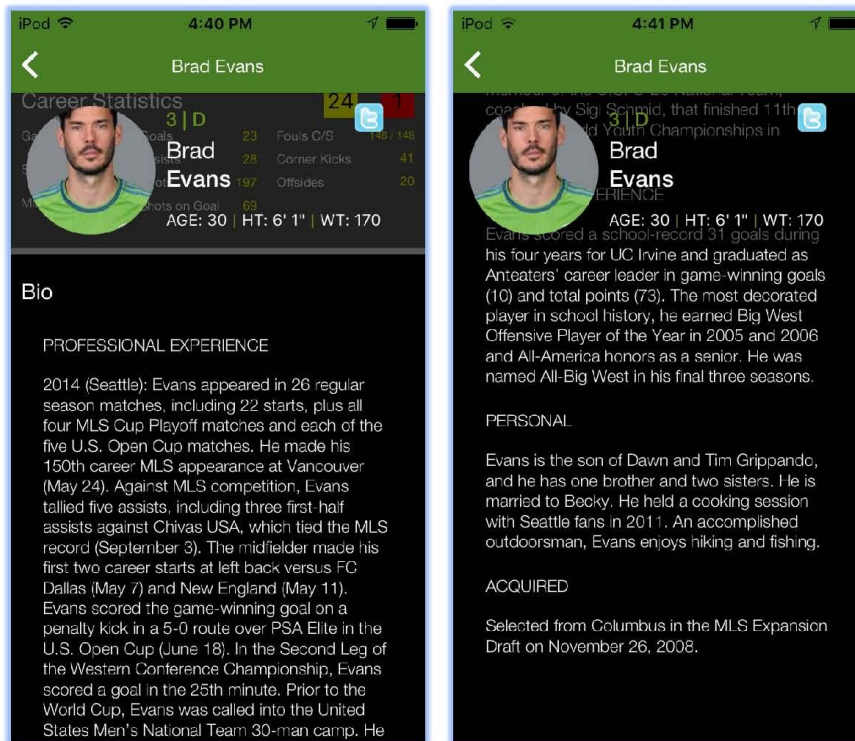 iPod 4:40 PM
Brad Evans
Career Statistics 24 1
3 | D
Brad
Evans
Goals 23 Fouls C/S 148 / 148
28 Corner Kicks 41
197 Offsides 20
Shots on Goal 69
AGE: 30 | HT: 6' 1" | WT: 170
Bio
PROFESSIONAL EXPERIENCE
2014 (Seattle): Evans appeared in 26 regular
season matches, including 22 starts, plus all
four MLS Cup Playoff matches and each of the
five U.S. Open Cup matches. He made his
150th career MLS appearance at Vancouver
(May 24). Against MLS competition, Evans
tallied five assists, including three first-half
assists against Chivas USA, which tied the MLS
record (September 3). The midfielder made his
first two career starts at left back versus FC
Dallas (May 7) and New England (May 11).
Evans scored the game-winning goal on a
penalty kick in a 5-0 route over PSA Elite in the
U.S. Open Cup (June 18). In the Second Leg of
the Western Conference Championship, Evans
scored a goal in the 25th minute. Prior to the
World Cup, Evans was called into the United
States Men's National Team 30-man camp. He
iPod 4:41 PM
Brad Evans
coached by Sigi Schmid, that finished 11th
Youth Championships in
3 | D
Brad
Evans
AGE: 30 | HT: 6' 1" | WT: 170
Evans scored a school-record 31 goals during
his four years for UC Irvine and graduated as
Anteaters' career leader in game-winning goals
(10) and total points (73). The most decorated
player in school history, he earned Big West
Offensive Player of the Year in 2005 and 2006
and All-America honors as a senior. He was
named All-Big West in his final three seasons.
PERSONAL
Evans is the son of Dawn and Tim Grippando,
and he has one brother and two sisters. He is
married to Becky. He held a cooking session
with Seattle fans in 2011. An accomplished
outdoorsman, Evans enjoys hiking and fishing.
ACQUIRED
Selected from Columbus in the MLS Expansion
Draft on November 26, 2008.